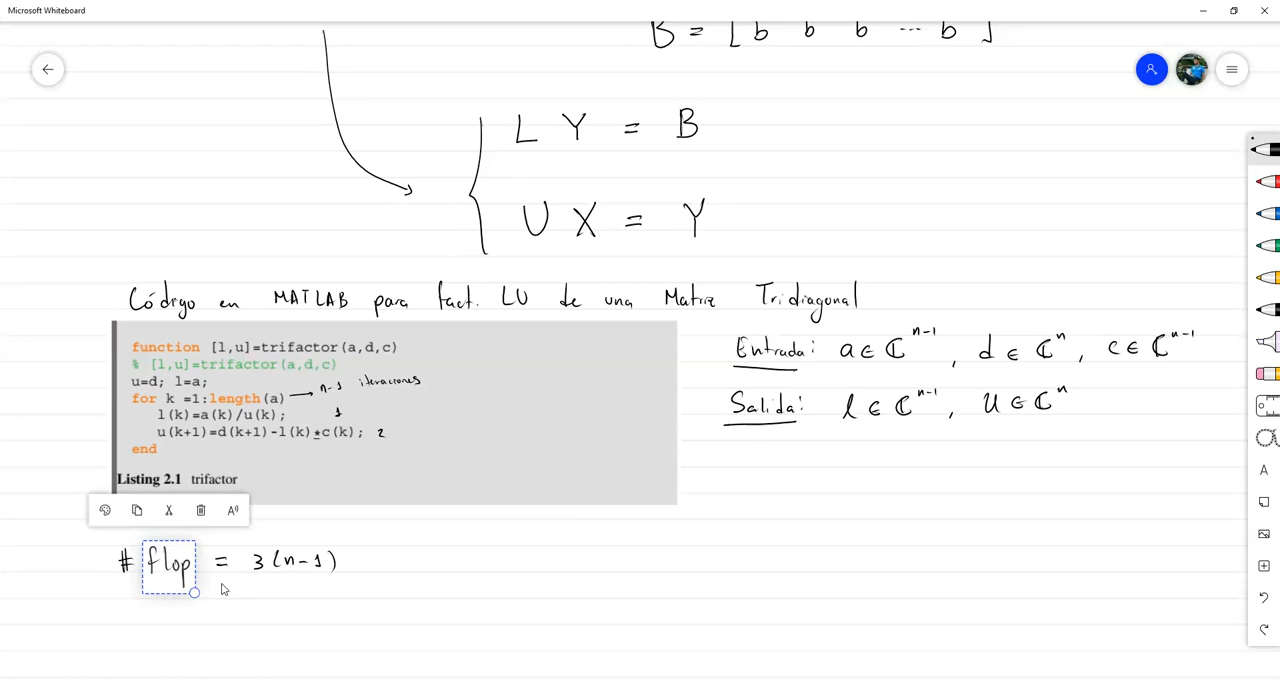 Microsoft Whiteboard
B = [ b b b ... b ]
L Y = B
U X = Y
Código en MATLAB para fact. LU de una Matriz Tridiagonal
function [l,u]=trifactor(a,d,c)
% [l,u]=trifactor(a,d,c)
u=d; l=a;
for k =1:length(a) → n-1 iteraciones
l(k)=a(k)/u(k); 1
u(k+1)=d(k+1)-l(k)*c(k); 2
end
Listing 2.1 trifactor
Entrada: a ∈ ℂ^{n-1}, d ∈ ℂ^n, c ∈ ℂ^{n-1}
Salida: l ∈ ℂ^{n-1}, u ∈ ℂ^n
# flop = 3(n-1)